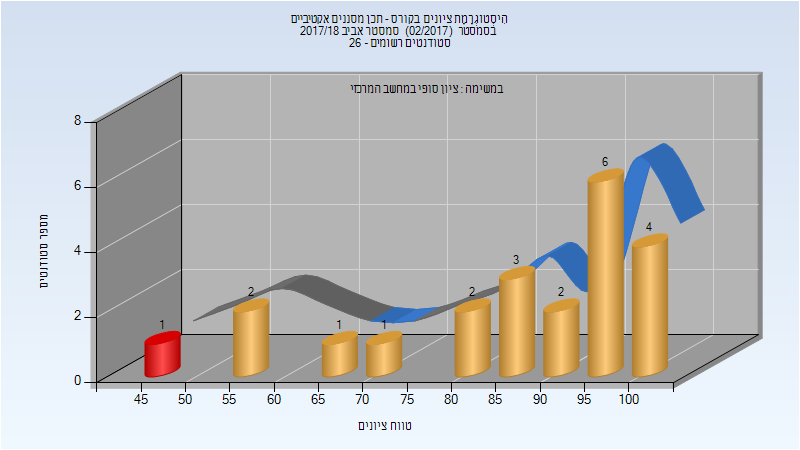 היסטוגרמת ציונים בקורס - תכן מסננים אקטיביים
בסמסטר (02/2017) סמסטר אביב 2017/18
סטודנטים רשומים - 26
במשימה : ציון סופי במחשב המרכזי
מספר סטודנטים
8
6
4
2
0
1
2
1
1
2
3
2
6
4
45 50 55 60 65 70 75 80 85 90 95 100
טווח ציונים